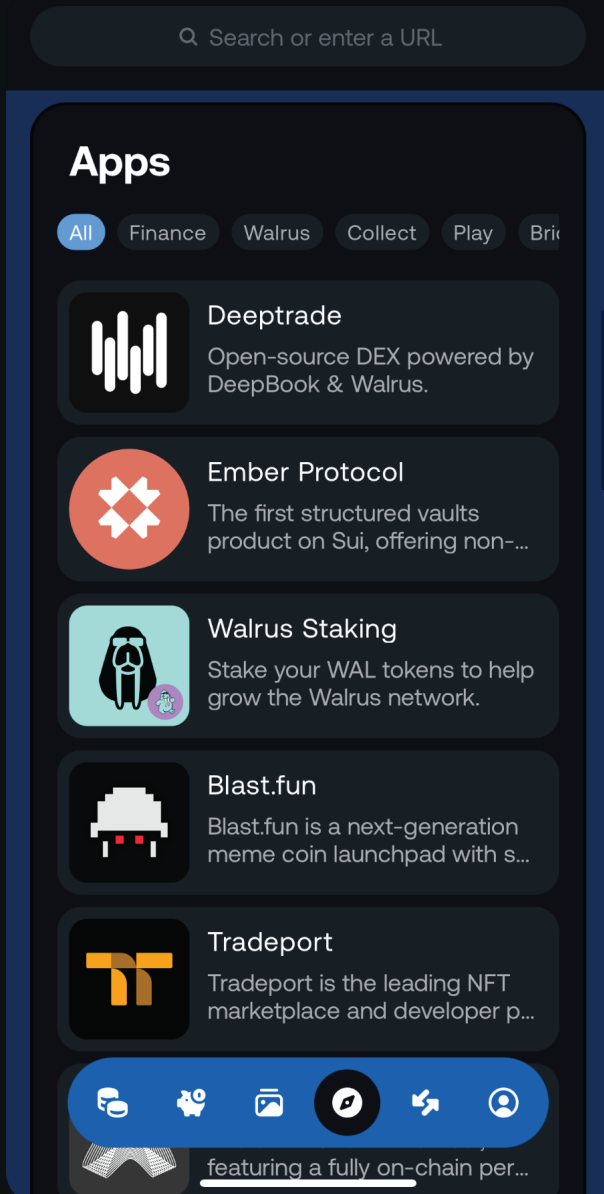 Search or enter a URL
Apps
All
Finance
Walrus
Collect
Play
Deeptrade
Open-source DEX powered by
DeepBook & Walrus.
Ember Protocol
The first structured vaults
product on Sui, offering non-...
Walrus Staking
Stake your WAL tokens to help
grow the Walrus network.
Blast.fun
Blast.fun is a next-generation
meme coin launchpad with s...
Tradeport
Tradeport is the leading NFT
marketplace and developer p...
featuring a fully on-chain per...